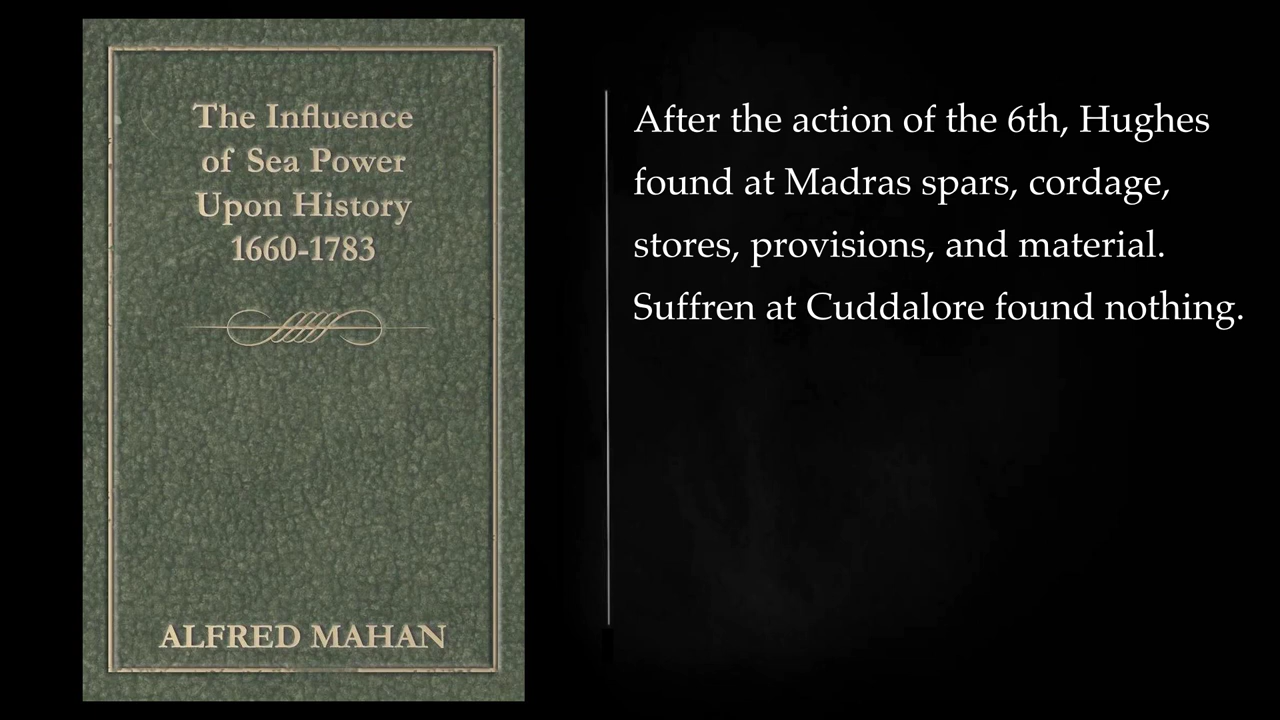 The Influence
of Sea Power
Upon History
1660-1783
ALFRED MAHAN
After the action of the 6th, Hughes
found at Madras spars, cordage,
stores, provisions, and material.
Suffren at Cuddalore found nothing.